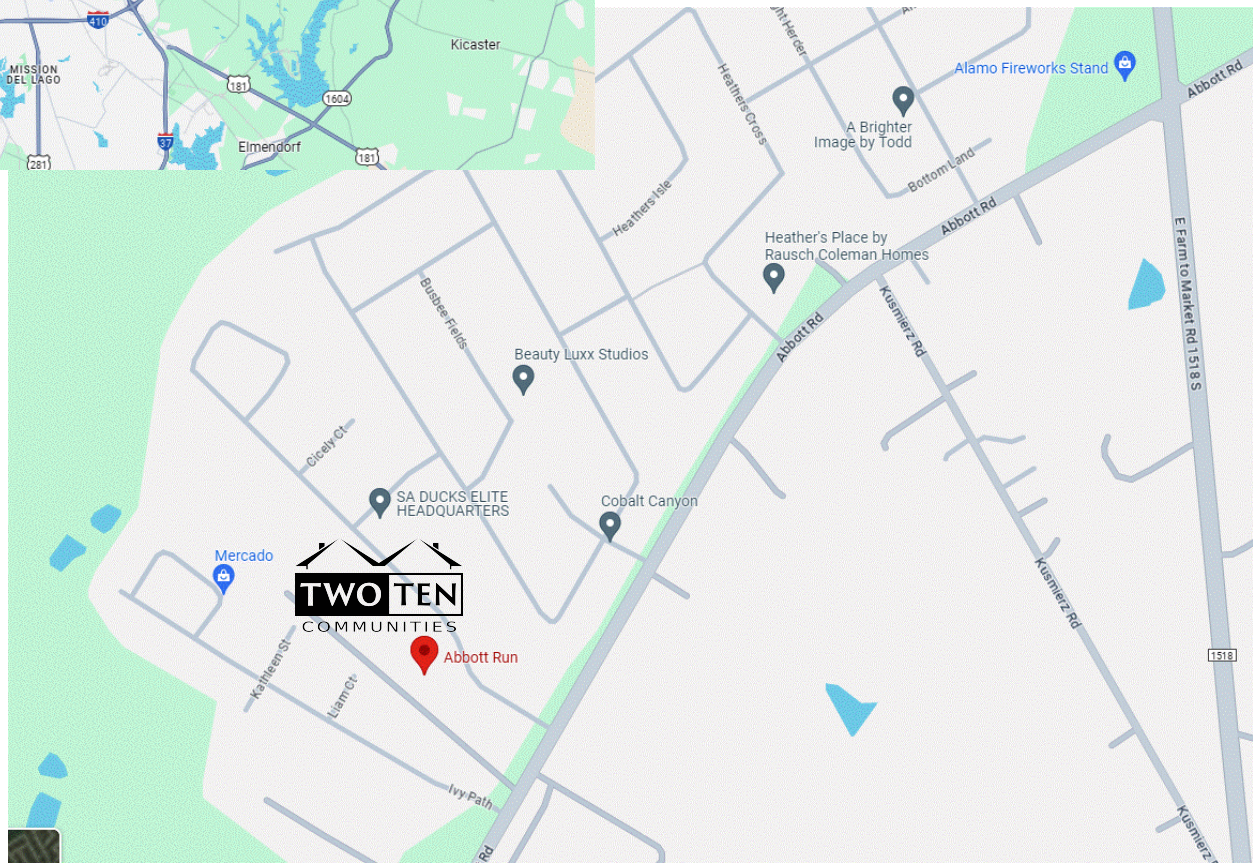 410
Kicaster
MISSION
DEL LAGO
181
1604
37
Elmendorf
281
181
Heathers Cross
Alamo Fireworks Stand
Abbott Rd
A Brighter
Image by Todd
Bottom Land
Heathers Isle
Abbott Rd
Heather's Place by
Rausch Coleman Homes
E Farm to Market Rd 1518 S
Busbee Fields
Kusmierz Rd
Abbott Rd
Beauty Luxx Studios
Cicely Ct
SA DUCKS ELITE
HEADQUARTERS
Cobalt Canyon
Mercado
TWO TEN
COMMUNITIES
Kusmierz Rd
Abbott Run
Kathleen St
Liam Ct
1518
Ivy Path
Rd